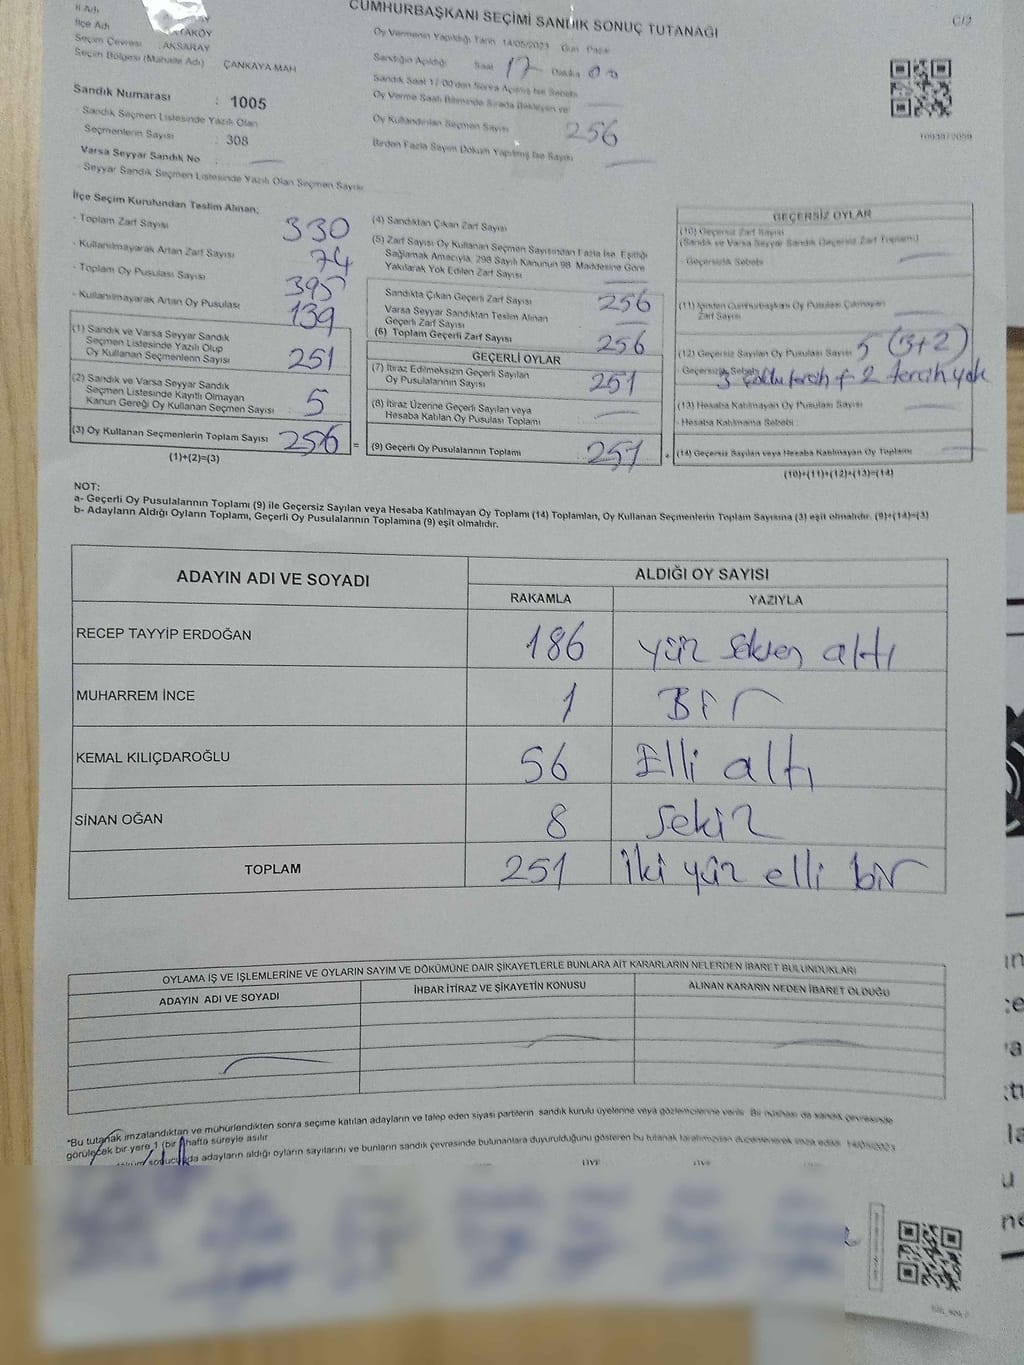 CUMHURBAŞKANI SEÇİMİ SANDIK SONUÇ TUTANAĞI
C/2
İl Adı
İlçe Adı
Seçim Çevresi : AKSARAY
Seçim Bölgesi (Mahalle Adı) ÇANKAYA MAH
Sandık Numarası : 1005
- Sandık Seçmen Listesinde Yazılı Olan
Seçmenlerin Sayısı : 308
Varsa Seyyar Sandık No :
- Seyyar Sandık Seçmen Listesinde Yazılı Olan Seçmen Sayısı
Oy Vermenin Yapıldığı Tarih 14/05/2023 Gün Pazar
Sandığın Açıldığı Saat 17 Dakika 00
Sandık Saat 17:00'den Sonra Açılmış İse Sebebi
Oy Verme Saati Bitiminde Sırada Bekleyen ve
Oy Kullandırılan Seçmen Sayısı 256
Birden Fazla Sayım Döküm Yapılmış İse Sayısı
İlçe Seçim Kurulundan Teslim Alınan;
- Toplam Zarf Sayısı 330
- Kullanılmayarak Artan Zarf Sayısı 74
- Toplam Oy Pusulası Sayısı 395
- Kullanılmayarak Artan Oy Pusulası 139
(1) Sandık ve Varsa Seyyar Sandık
Seçmen Listesinde Yazılı Olup
Oy Kullanan Seçmenlerin Sayısı 251
(2) Sandık ve Varsa Seyyar Sandık
Seçmen Listesinde Kayıtlı Olmayan
Kanun Gereği Oy Kullanan Seçmen Sayısı 5
(3) Oy Kullanan Seçmenlerin Toplam Sayısı 256 =
(1)+(2)=(3)
(4) Sandıktan Çıkan Zarf Sayısı
(5) Zarf Sayısı Oy Kullanan Seçmen Sayısından Fazla İse, Eşitliği
Sağlamak Amacıyla, 298 Sayılı Kanunun 98. Maddesine Göre
Yakılarak Yok Edilen Zarf Sayısı
Sandıkta Çıkan Geçerli Zarf Sayısı 256
Varsa Seyyar Sandıktan Teslim Alınan
Geçerli Zarf Sayısı
(6) Toplam Geçerli Zarf Sayısı 256
GEÇERLİ OYLAR
(7) İtiraz Edilmeksizin Geçerli Sayılan
Oy Pusulalarının Sayısı 251
(8) İtiraz Üzerine Geçerli Sayılan veya
Hesaba Katılan Oy Pusulası Toplamı
(9) Geçerli Oy Pusulalarının Toplamı 251 +
GEÇERSİZ OYLAR
(10) Geçersiz Zarf Sayısı
(Sandık ve Varsa Seyyar Sandık Geçersiz Zarf Toplamı)
- Geçersizlik Sebebi
(11) İçinden Cumhurbaşkanı Oy Pusulası Çıkmayan
Zarf Sayısı
(12) Geçersiz Sayılan Oy Pusulası Sayısı 5 (3+2)
Geçersizlik Sebebi 3 çoklu tercih + 2 tercih yok
(13) Hesaba Katılmayan Oy Pusulası Sayısı
- Hesaba Katılmama Sebebi :
(14) Geçersiz Sayılan veya Hesaba Katılmayan Oy Toplamı
(10)+(11)+(12)+(13)=(14)
NOT:
a- Geçerli Oy Pusulalarının Toplamı (9) ile Geçersiz Sayılan veya Hesaba Katılmayan Oy Toplamı (14) Toplamları, Oy Kullanan Seçmenlerin Toplam Sayısına (3) eşit olmalıdır. (9)+(14)=(3)
b- Adayların Aldığı Oyların Toplamı, Geçerli Oy Pusulalarının Toplamına (9) eşit olmalıdır.
ADAYIN ADI VE SOYADI ALDIĞI OY SAYISI
RAKAMLA YAZIYLA
RECEP TAYYİP ERDOĞAN 186 yüz seksen altı
MUHARREM İNCE 1 Bir
KEMAL KILIÇDAROĞLU 56 Elli altı
SİNAN OĞAN 8 Sekiz
TOPLAM 251 iki yüz elli bir
OYLAMA İŞ VE İŞLEMLERİNE VE OYLARIN SAYIM VE DÖKÜMÜNE DAİR ŞİKAYETLERLE BUNLARA AİT KARARLARIN NELERDEN İBARET BULUNDUKLARI
ADAYIN ADI VE SOYADI İHBAR İTİRAZ VE ŞİKAYETİN KONUSU ALINAN KARARIN NEDEN İBARET OLDUĞU
"Bu tutanak imzalandıktan ve mühürlendikten sonra seçime katılan adayların ve talep eden siyasi partilerin sandık kurulu üyelerine veya gözlemcilerine verilir. Bir nüshası da sandık çevresinde
görülecek bir yere 1 (bir) hafta süreyle asılır
adayların aldığı oyların sayılarını ve bunların sandık çevresinde bulunanlara duyurulduğunu gösteren bu tutanak tarafımızdan düzenlenerek imza edildi. 14/05/2023